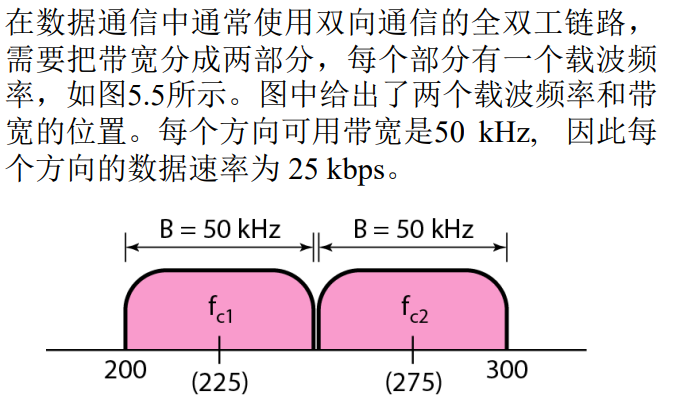 在数据通信中通常使用双向通信的全双工链路，
需要把带宽分成两部分，每个部分有一个载波频
率，如图5.5所示。图中给出了两个载波频率和带
宽的位置。每个方向可用带宽是50 kHz, 因此每
个方向的数据速率为 25 kbps。
B = 50 kHz B = 50 kHz
fc1 fc2
200 (225) (275) 300